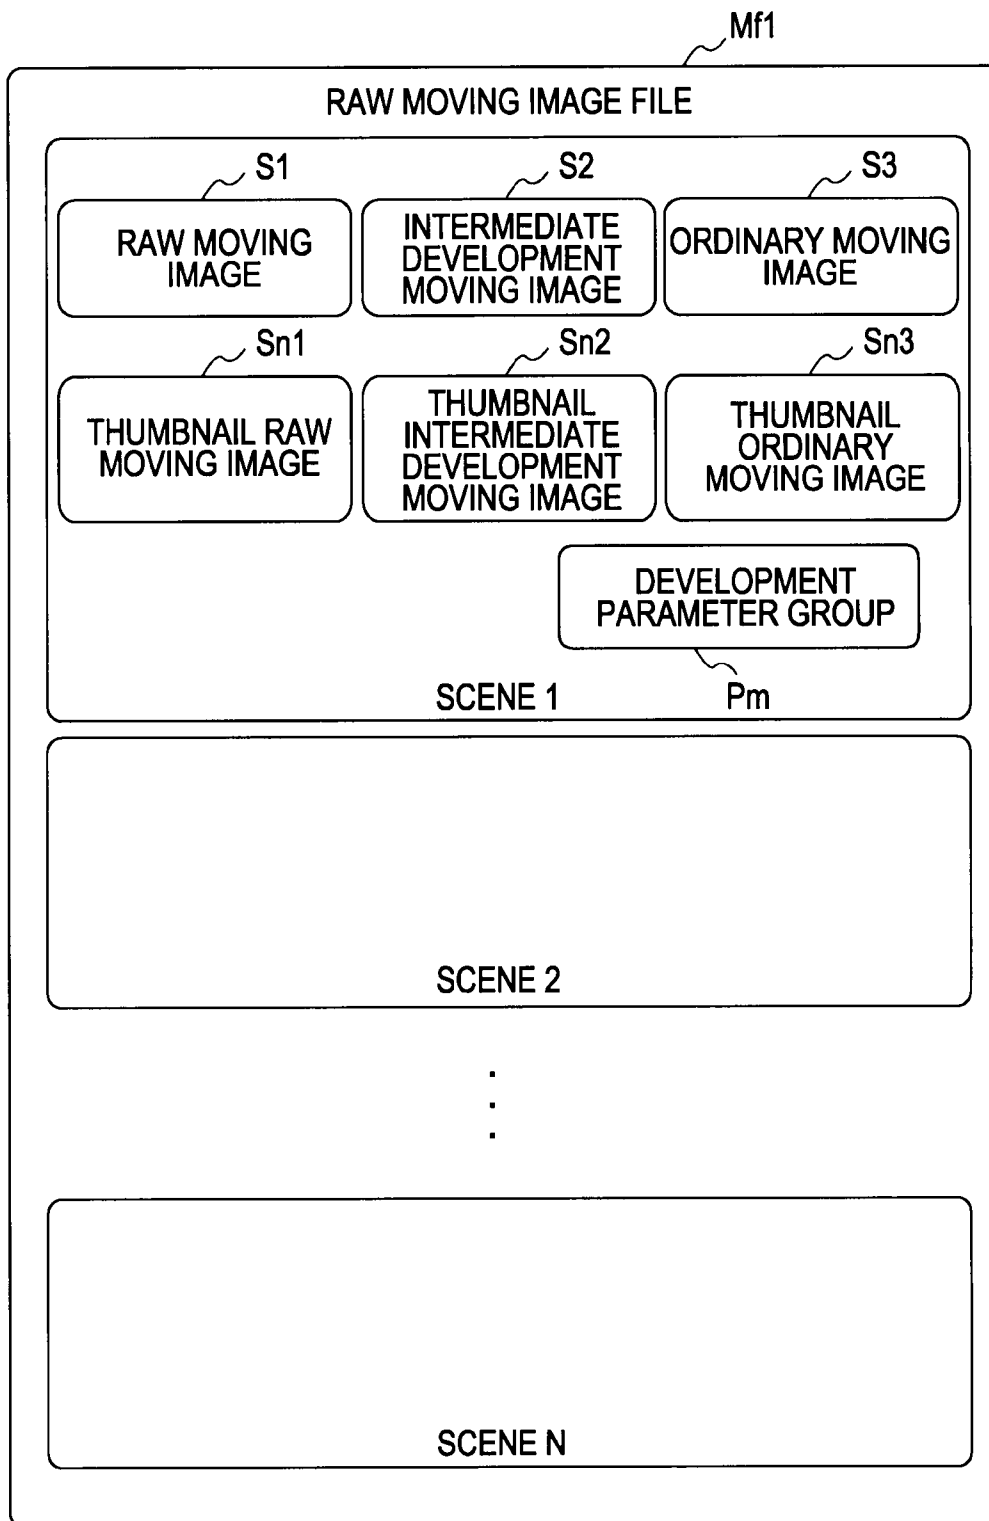 Mf1
RAW MOVING IMAGE FILE
S1
S2
S3
RAW MOVING
IMAGE
INTERMEDIATE
DEVELOPMENT
MOVING IMAGE
ORDINARY MOVING
IMAGE
Sn1
Sn2
Sn3
THUMBNAIL RAW
MOVING IMAGE
THUMBNAIL
INTERMEDIATE
DEVELOPMENT
MOVING IMAGE
THUMBNAIL
ORDINARY
MOVING IMAGE
DEVELOPMENT
PARAMETER GROUP
Pm
SCENE 1
SCENE 2
SCENE N